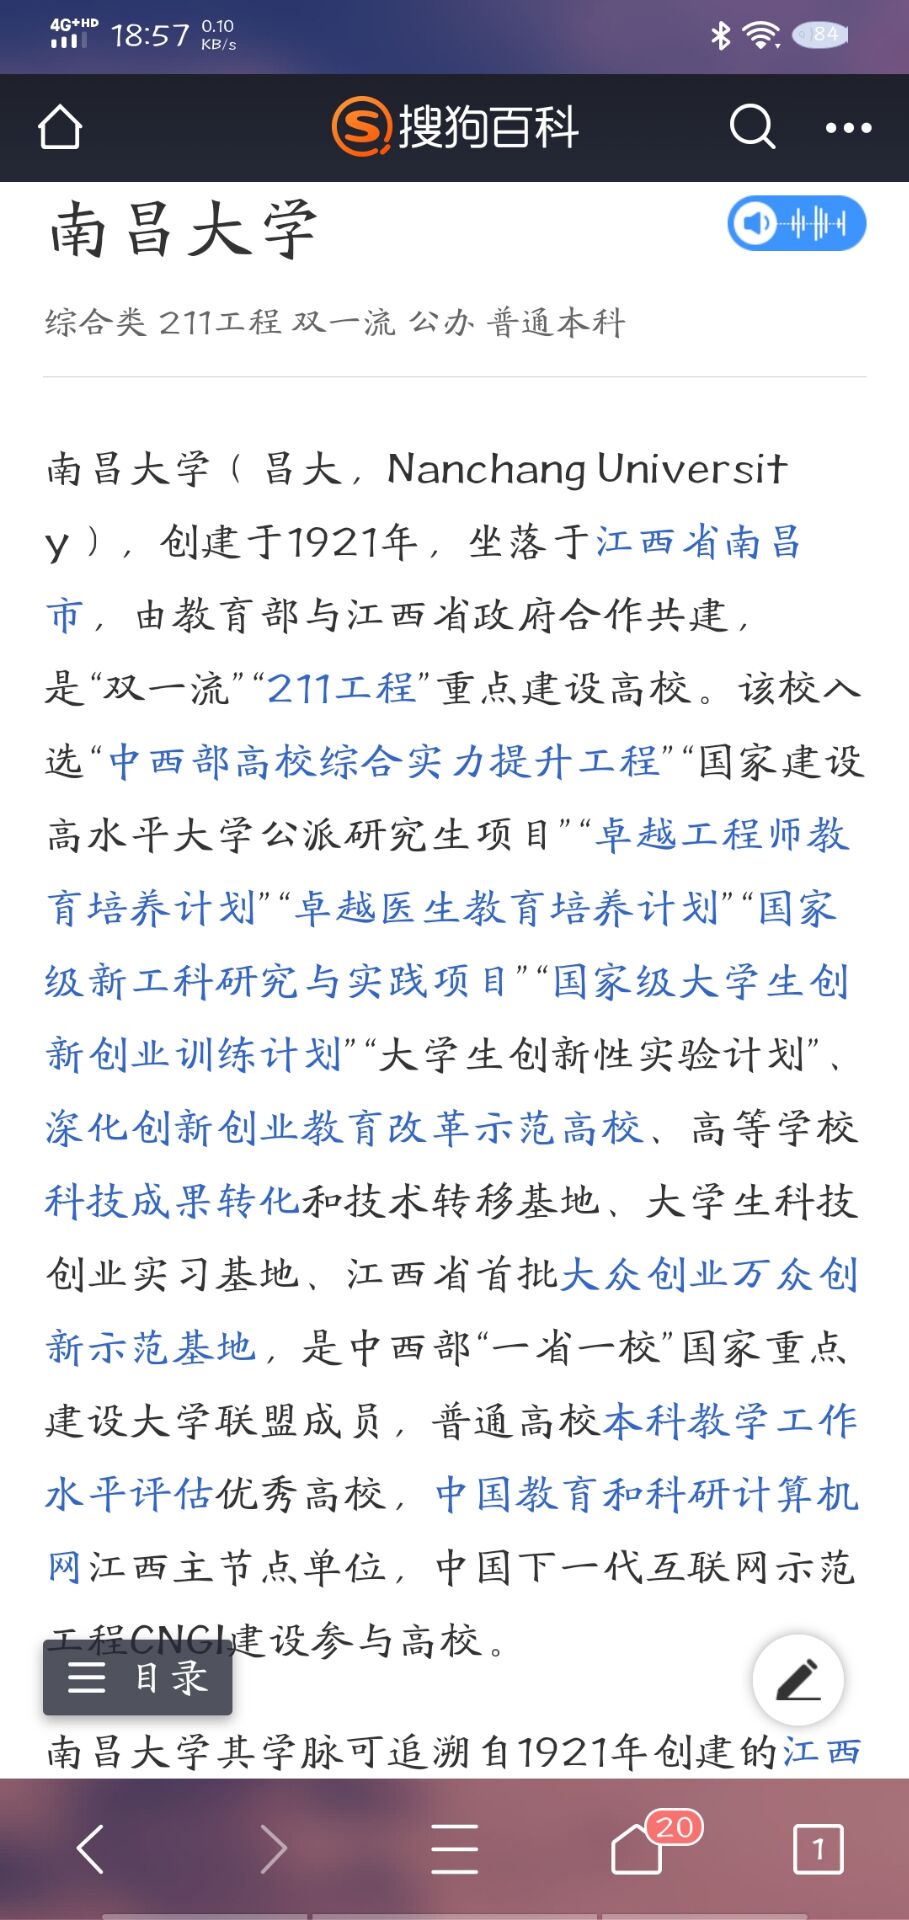 4G+HD 18:57 0.10 KB/s 84
搜狗百科
南昌大学
综合类 211工程 双一流 公办 普通本科
南昌大学（昌大，Nanchang Universit
y），创建于1921年，坐落于江西省南昌
市，由教育部与江西省政府合作共建，
是“双一流”“211工程”重点建设高校。该校入
选“中西部高校综合实力提升工程”“国家建设
高水平大学公派研究生项目”“卓越工程师教
育培养计划”“卓越医生教育培养计划”“国家
级新工科研究与实践项目”“国家级大学生创
新创业训练计划”“大学生创新性实验计划”、
深化创新创业教育改革示范高校、高等学校
科技成果转化和技术转移基地、大学生科技
创业实习基地、江西省首批大众创业万众创
新示范基地，是中西部“一省一校”国家重点
建设大学联盟成员，普通高校本科教学工作
水平评估优秀高校，中国教育和科研计算机
网江西主节点单位，中国下一代互联网示范
工程CNGI建设参与高校。
目录
南昌大学其学脉可追溯自1921年创建的江西
20
1